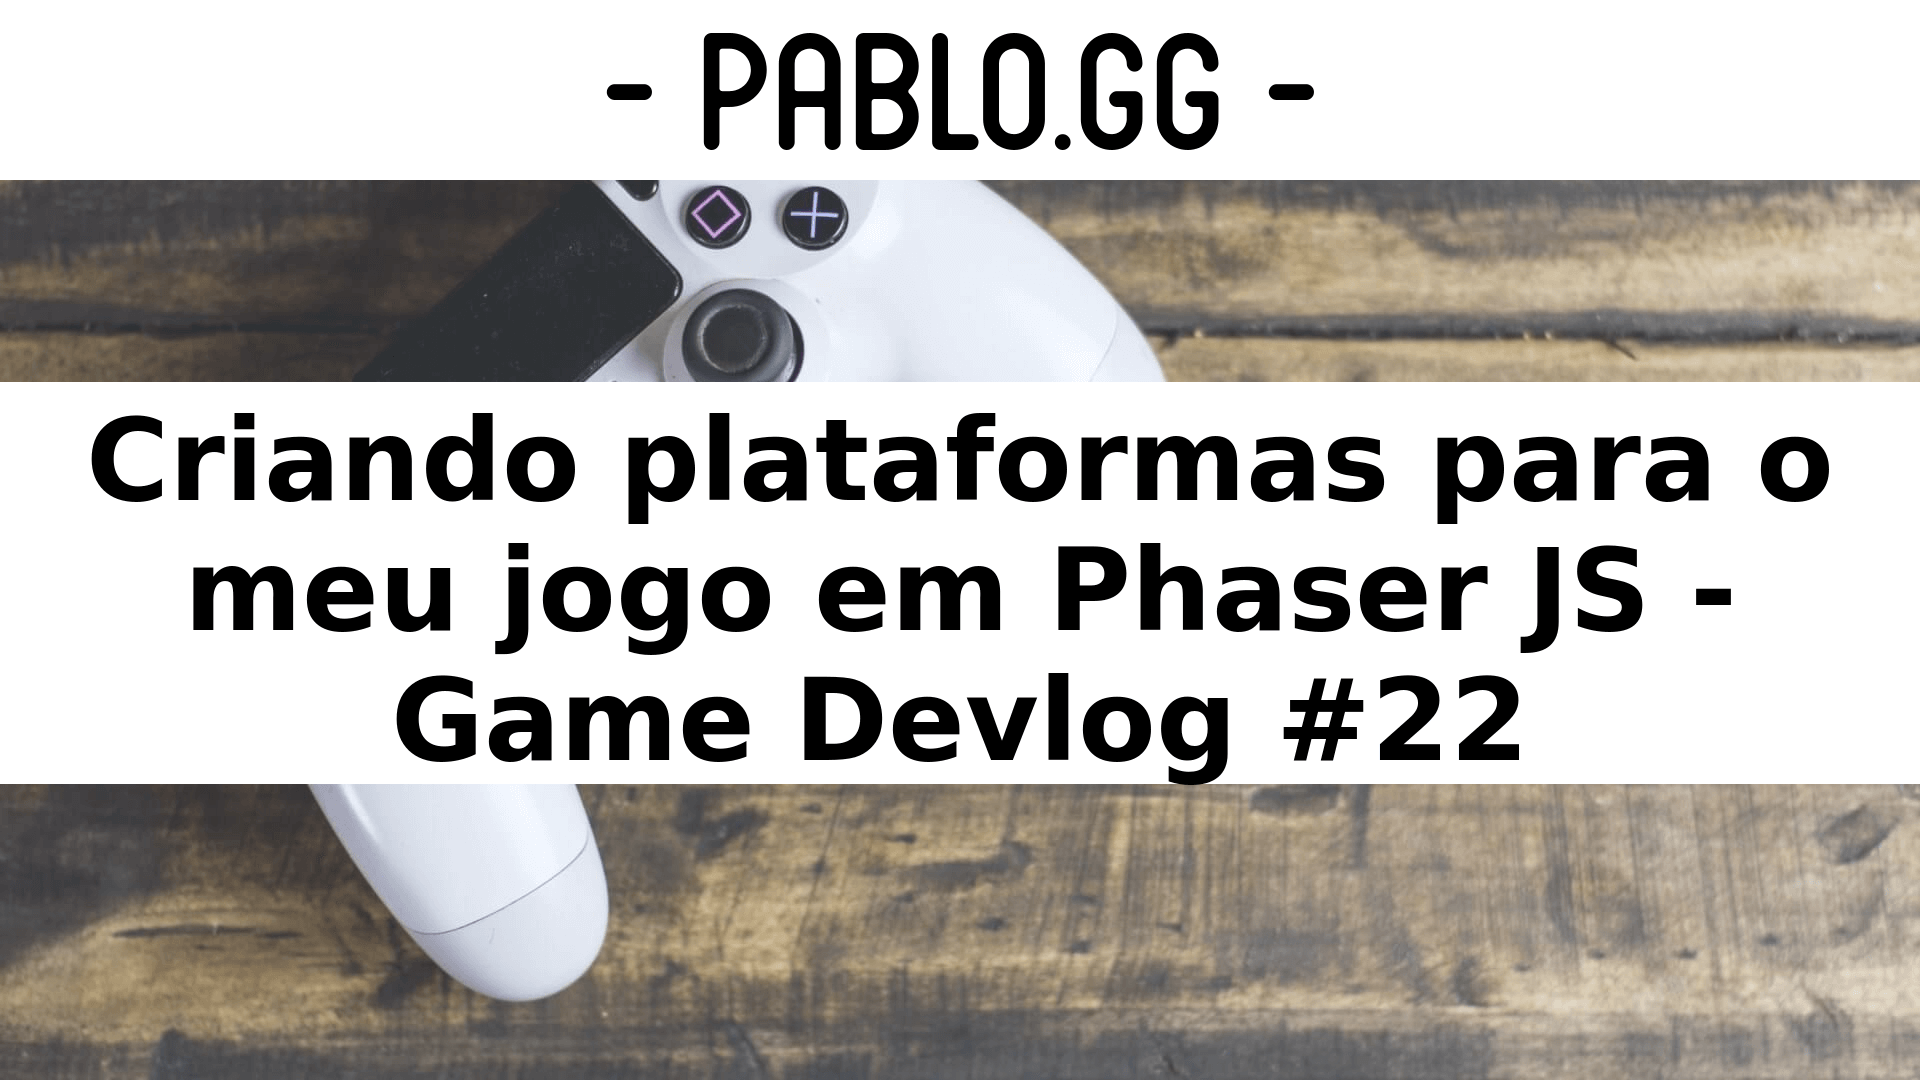 - PABLO.GG -
Criando plataformas para o
meu jogo em Phaser JS -
Game Devlog #22